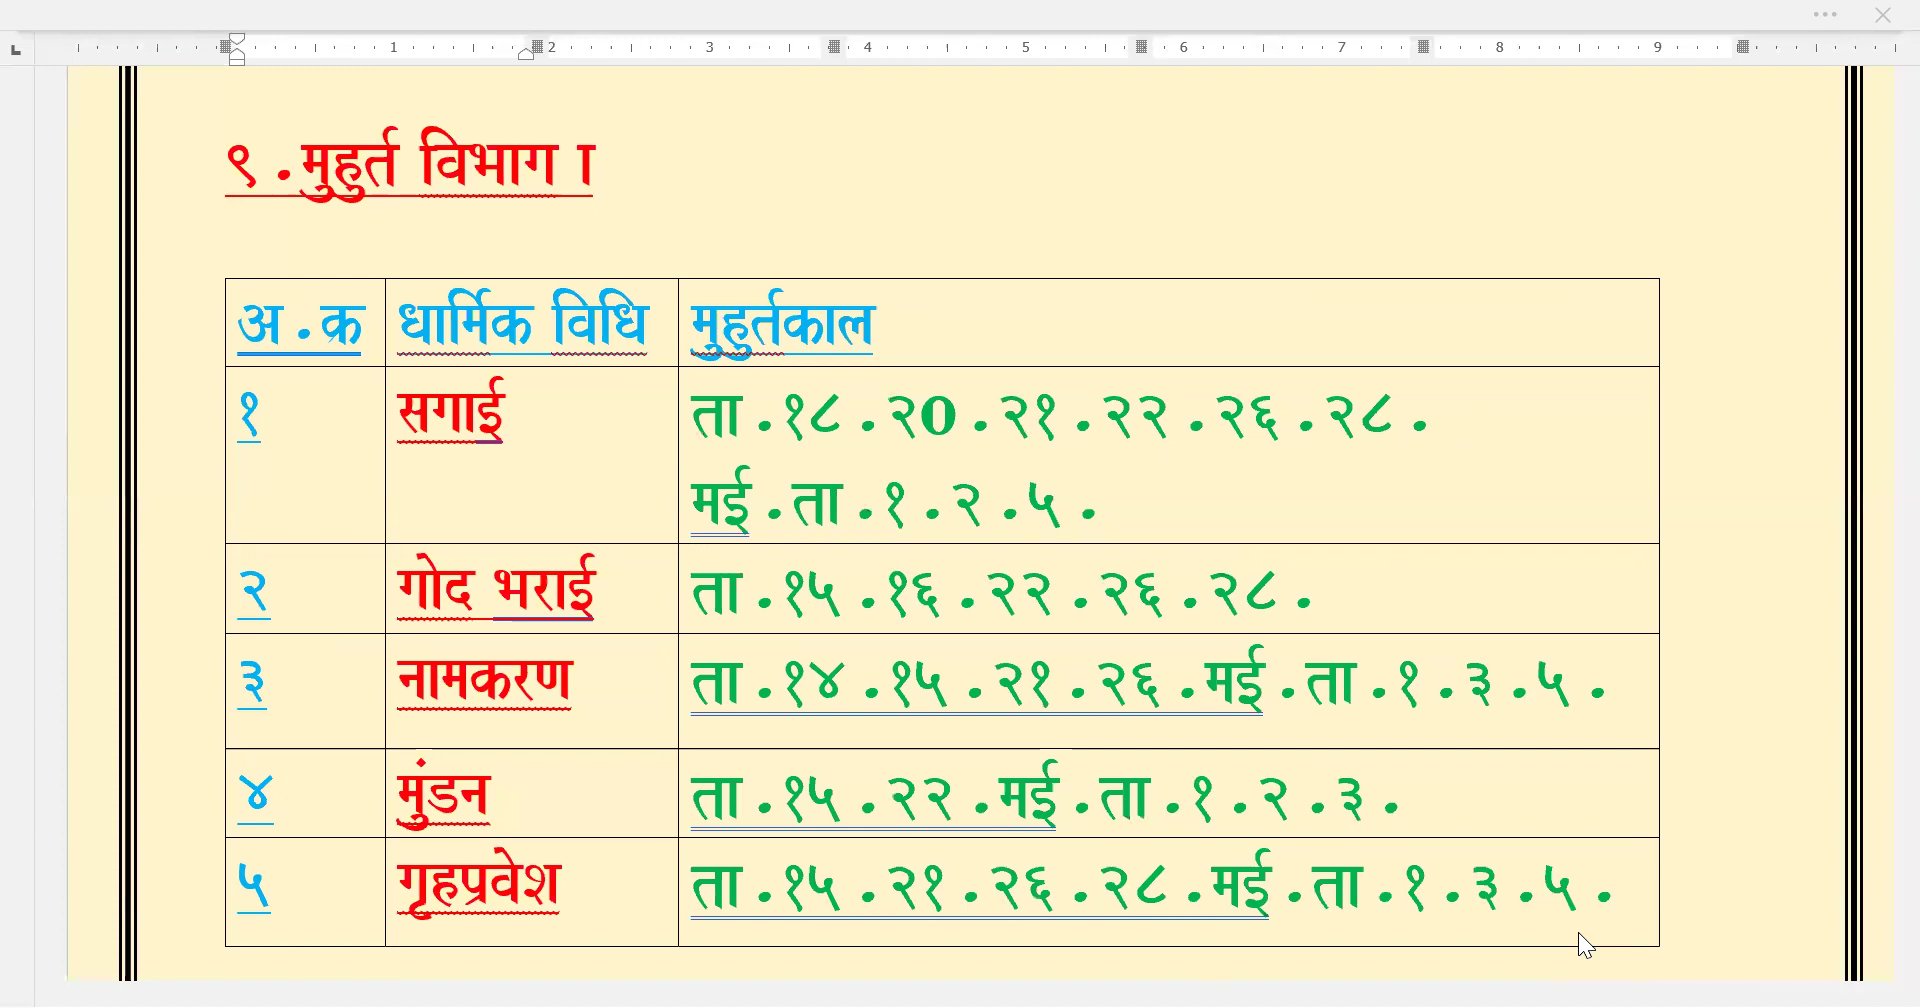 1 2 3 4 5 6 7 8 9
९ .मुहुर्त विभाग ।
अ .क्र धार्मिक विधि मुहुर्तकाल
१ सगाई ता .१८ .२0 .२१ .२२ .२६ .२८ .
मई .ता .१ .२ .५ .
२ गोद भराई ता .१५ .१६ .२२ .२६ .२८ .
३ नामकरण ता .१४ .१५ .२१ .२६ .मई .ता .१ .३ .५ .
४ मुंडन ता .१५ .२२ .मई .ता .१ .२ .३ .
५ गृहप्रवेश ता .१५ .२१ .२६ .२८ .मई .ता .१ .३ .५ .